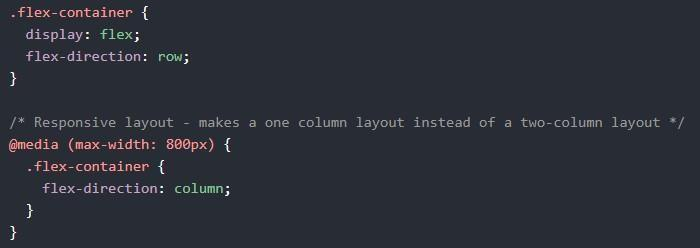 .flex-container {
  display: flex;
  flex-direction: row;
}

/* Responsive layout - makes a one column layout instead of a two-column layout */
@media (max-width: 800px) {
  .flex-container {
    flex-direction: column;
  }
}